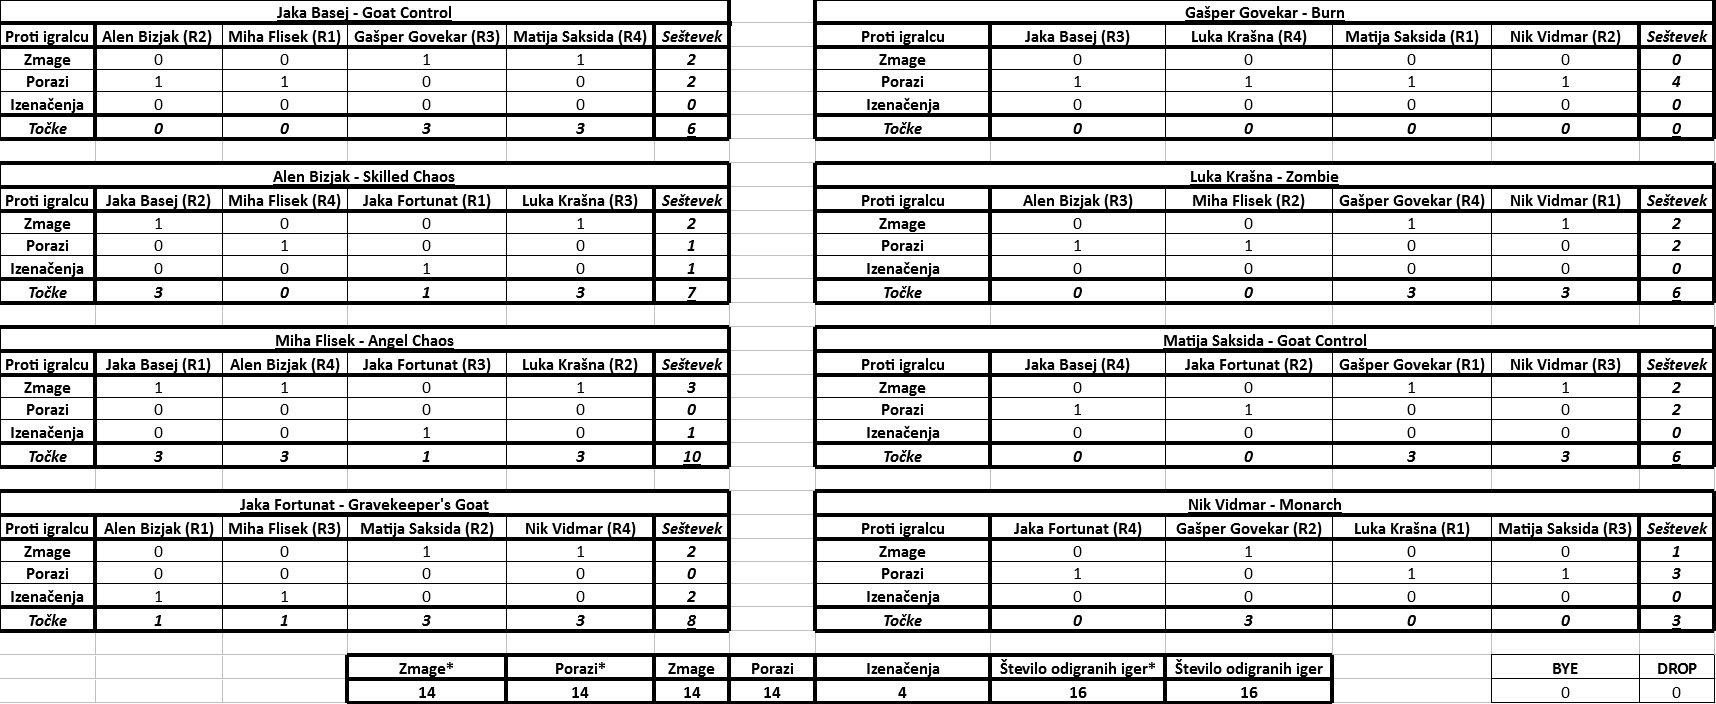 Jaka Basej - Goat Control
Proti igralcu Alen Bizjak (R2) Miha Flisek (R1) Gašper Govekar (R3) Matija Saksida (R4) Seštevek
Zmage 0 0 1 1 2
Porazi 1 1 0 0 2
Izenačenja 0 0 0 0 0
Točke 0 0 3 3 6
Gašper Govekar - Burn
Proti igralcu Jaka Basej (R3) Luka Krašna (R4) Matija Saksida (R1) Nik Vidmar (R2) Seštevek
Zmage 0 0 0 0 0
Porazi 1 1 1 1 4
Izenačenja 0 0 0 0 0
Točke 0 0 0 0 0
Alen Bizjak - Skilled Chaos
Proti igralcu Jaka Basej (R2) Miha Flisek (R4) Jaka Fortunat (R1) Luka Krašna (R3) Seštevek
Zmage 1 0 0 1 2
Porazi 0 1 0 0 1
Izenačenja 0 0 1 0 1
Točke 3 0 1 3 7
Luka Krašna - Zombie
Proti igralcu Alen Bizjak (R3) Miha Flisek (R2) Gašper Govekar (R4) Nik Vidmar (R1) Seštevek
Zmage 0 0 1 1 2
Porazi 1 1 0 0 2
Izenačenja 0 0 0 0 0
Točke 0 0 3 3 6
Miha Flisek - Angel Chaos
Proti igralcu Jaka Basej (R1) Alen Bizjak (R4) Jaka Fortunat (R3) Luka Krašna (R2) Seštevek
Zmage 1 1 0 1 3
Porazi 0 0 0 0 0
Izenačenja 0 0 1 0 1
Točke 3 3 1 3 10
Matija Saksida - Goat Control
Proti igralcu Jaka Basej (R4) Jaka Fortunat (R2) Gašper Govekar (R1) Nik Vidmar (R3) Seštevek
Zmage 0 0 1 1 2
Porazi 1 1 0 0 2
Izenačenja 0 0 0 0 0
Točke 0 0 3 3 6
Jaka Fortunat - Gravekeeper's Goat
Proti igralcu Alen Bizjak (R1) Miha Flisek (R3) Matija Saksida (R2) Nik Vidmar (R4) Seštevek
Zmage 0 0 1 1 2
Porazi 0 0 0 0 0
Izenačenja 1 1 0 0 2
Točke 1 1 3 3 8
Nik Vidmar - Monarch
Proti igralcu Jaka Fortunat (R4) Gašper Govekar (R2) Luka Krašna (R1) Matija Saksida (R3) Seštevek
Zmage 0 1 0 0 1
Porazi 1 0 1 1 3
Izenačenja 0 0 0 0 0
Točke 0 3 0 0 3
Zmage* Porazi* Zmage Porazi Izenačenja Število odigranih iger* Število odigranih iger BYE DROP
14 14 14 14 4 16 16 0 0